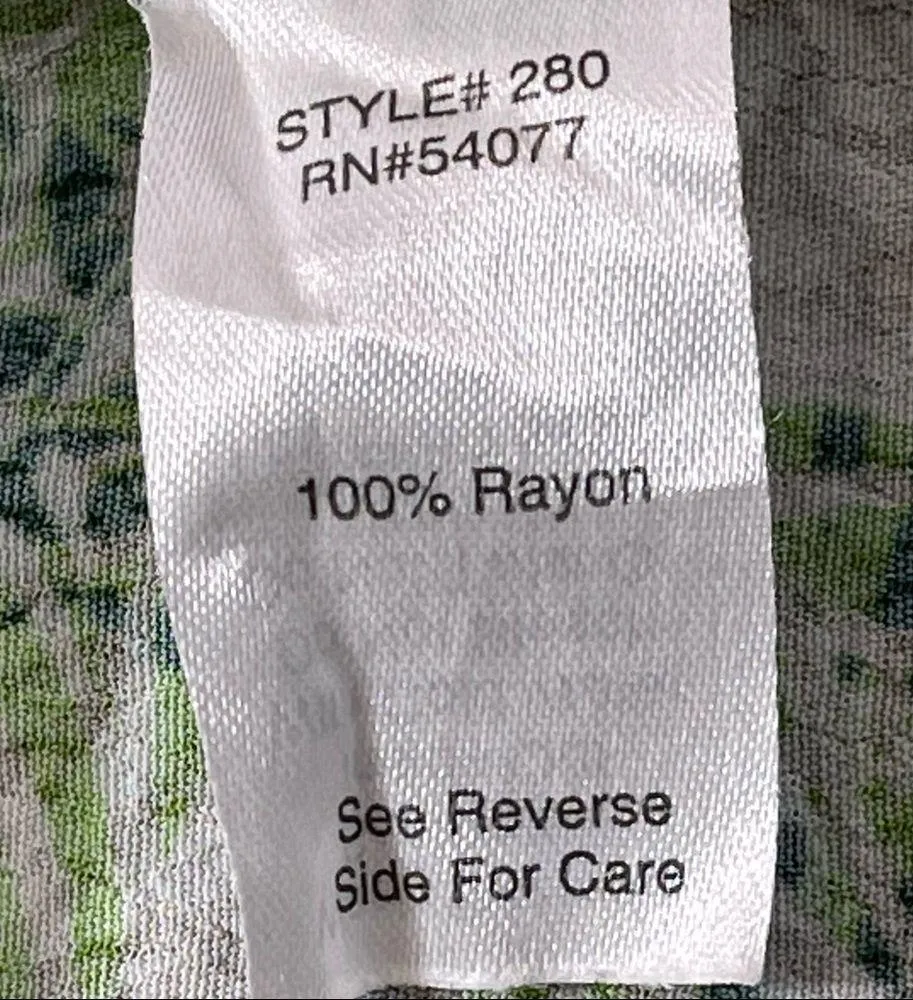 STYLE# 280
RN#54077
100% Rayon
See Reverse
Side For Care